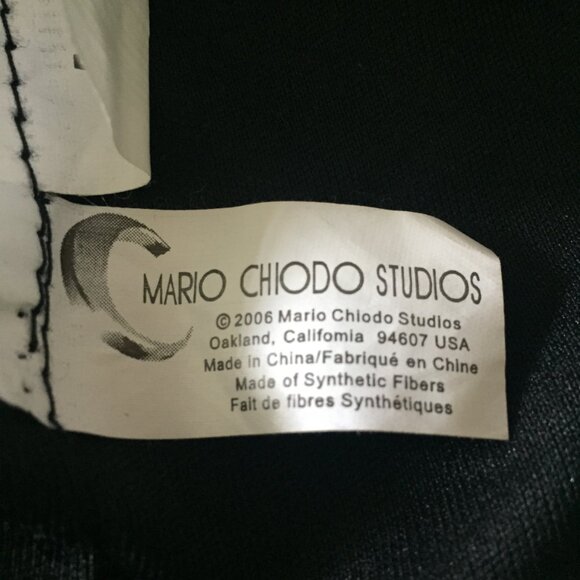 MARIO CHIODO STUDIOS
© 2006 Mario Chiodo Studios
Oakland, California 94607 USA
Made in China/Fabriqué en Chine
Made of Synthetic Fibers
Fait de fibres Synthétiques